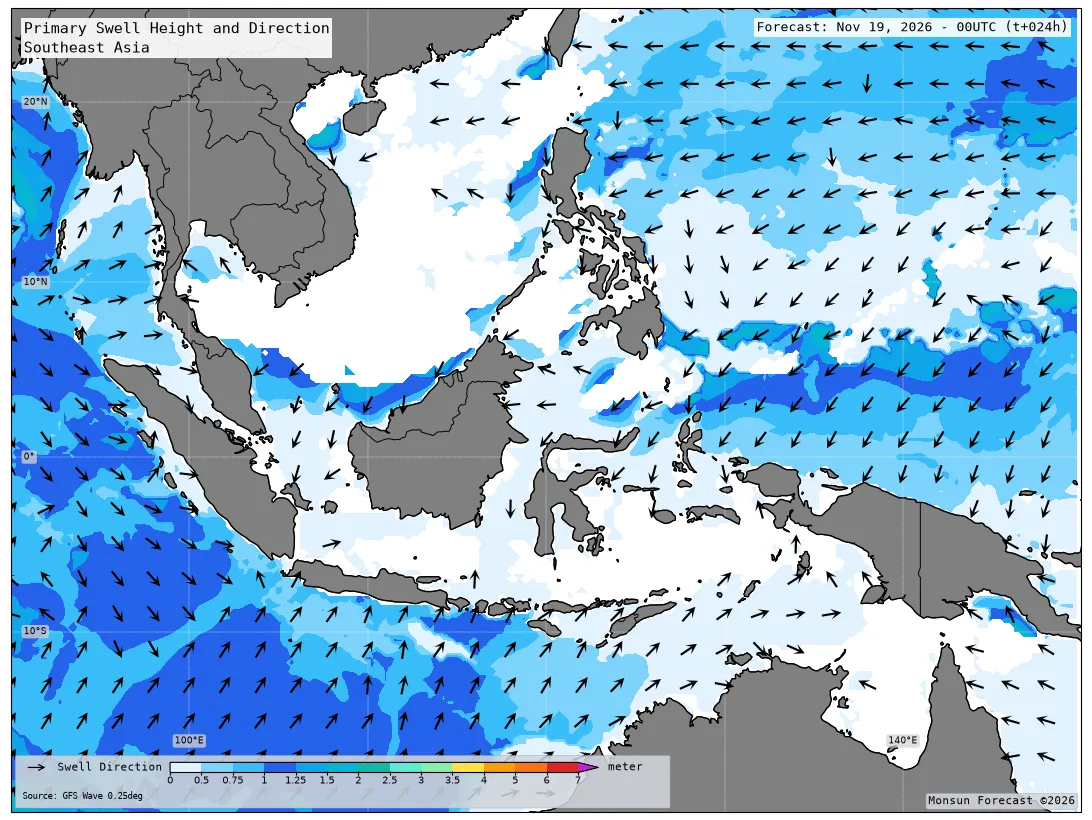 Primary Swell Height and Direction
Southeast Asia
Forecast: Nov 19, 2026 - 00UTC (t+024h)
20°N
10°N
0°
10°S
100°E
140°E
Swell Direction
0 0.5 0.75 1 1.25 1.5 2 2.5 3 3.5 4 5 6 7
meter
Source: GFS Wave 0.25deg
Monsun Forecast ©2026